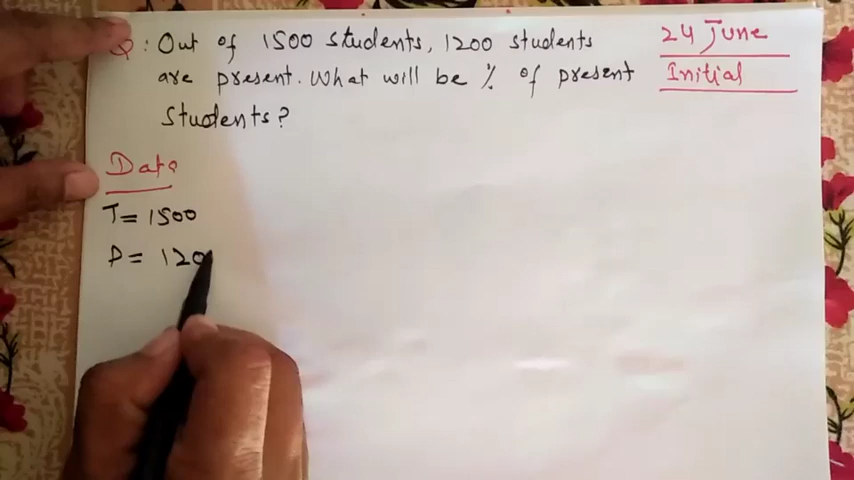 Q: Out of 1500 students, 1200 students
are present. What will be % of present
students?
24 June
Initial
Data
T= 1500
P= 120